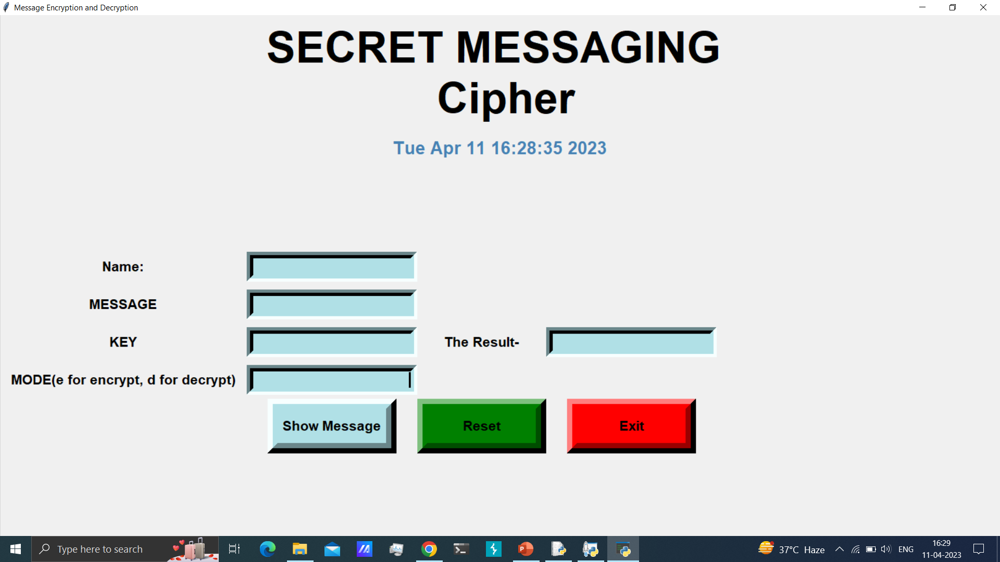 Message Encryption and Decryption
SECRET MESSAGING
Cipher
Tue Apr 11 16:28:35 2023
Name:
MESSAGE
KEY
The Result-
MODE(e for encrypt, d for decrypt)
Show Message
Reset
Exit
Type here to search
37°C Haze
ENG
16:29
11-04-2023